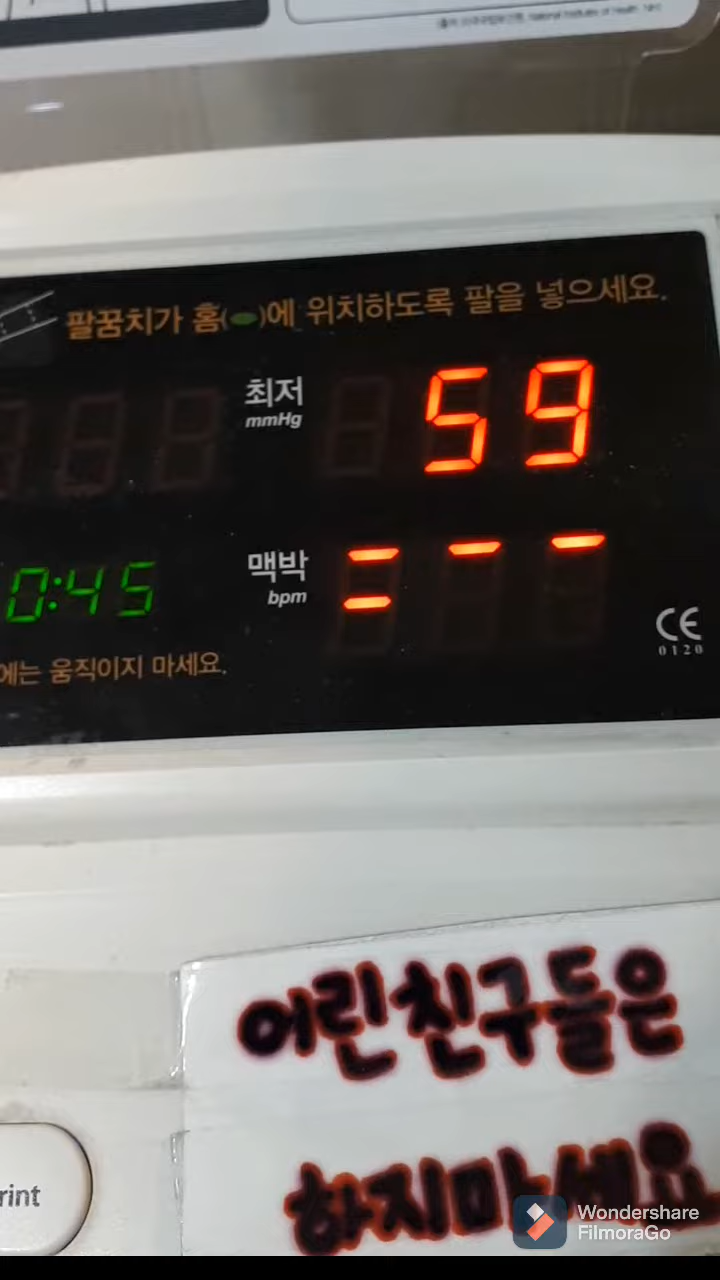 팔꿈치가 홈( )에 위치하도록 팔을 넣으세요.
최저
mmHg
59
0:45
맥박
bpm
에는 움직이지 마세요.
CE
0120
어린친구들은
하지마세요
rint
Wondershare
FilmoraGo